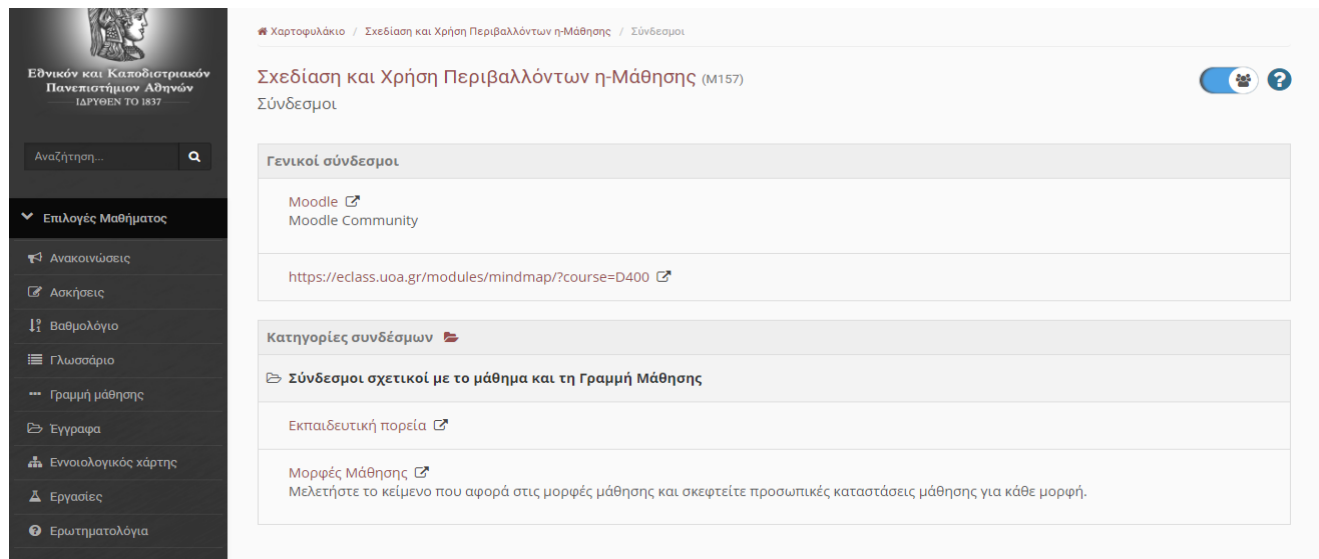 Εθνικόν και Καποδιστριακόν
Πανεπιστήμιον Αθηνών
ΙΔΡΥΘΕΝ ΤΟ 1837
Αναζήτηση...
Επιλογές Μαθήματος
Ανακοινώσεις
Ασκήσεις
Βαθμολόγιο
Γλωσσάριο
Γραμμή μάθησης
Έγγραφα
Εννοιολογικός χάρτης
Εργασίες
Ερωτηματολόγια
Χαρτοφυλάκιο / Σχεδίαση και Χρήση Περιβαλλόντων η-Μάθησης / Σύνδεσμοι
Σχεδίαση και Χρήση Περιβαλλόντων η-Μάθησης (M157)
Σύνδεσμοι
Γενικοί σύνδεσμοι
Moodle
Moodle Community
https://eclass.uoa.gr/modules/mindmap/?course=D400
Κατηγορίες συνδέσμων
Σύνδεσμοι σχετικοί με το μάθημα και τη Γραμμή Μάθησης
Εκπαιδευτική πορεία
Μορφές Μάθησης
Μελετήστε το κείμενο που αφορά στις μορφές μάθησης και σκεφτείτε προσωπικές καταστάσεις μάθησης για κάθε μορφή.